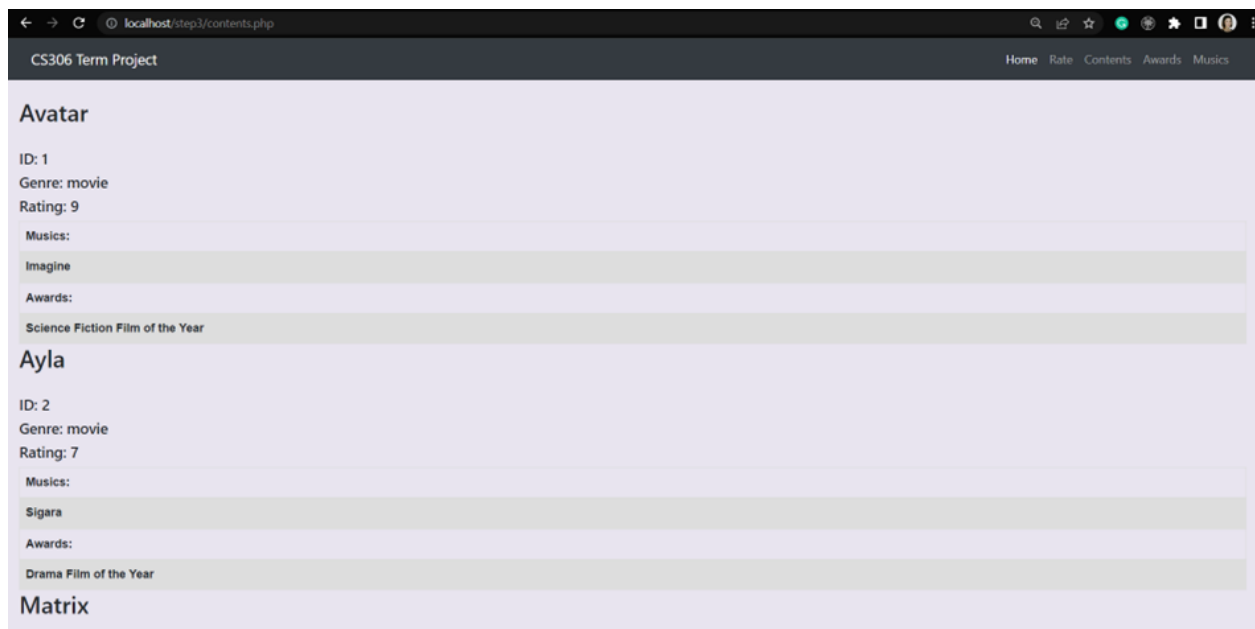 localhost/step3/contents.php
CS306 Term Project
Home Rate Contents Awards Musics
Avatar
ID: 1
Genre: movie
Rating: 9
Musics:
Imagine
Awards:
Science Fiction Film of the Year
Ayla
ID: 2
Genre: movie
Rating: 7
Musics:
Sigara
Awards:
Drama Film of the Year
Matrix